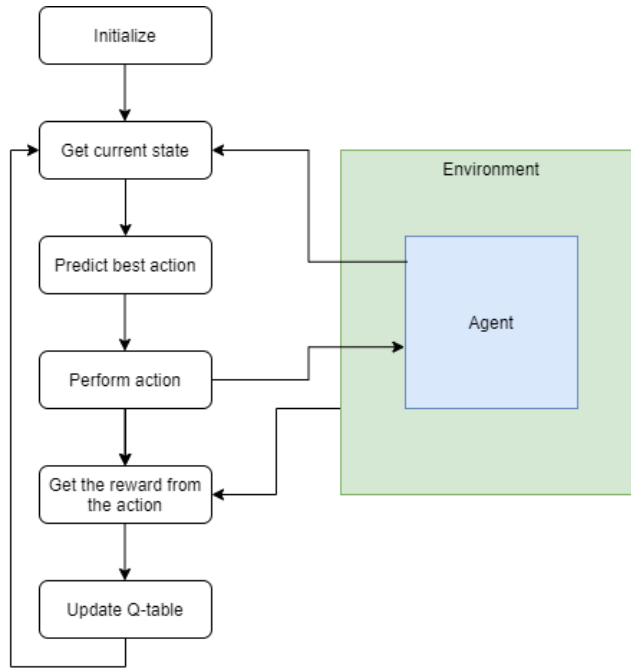 Initialize
Get current state
Environment
Predict best action
Agent
Perform action
Get the reward from
the action
Update Q-table